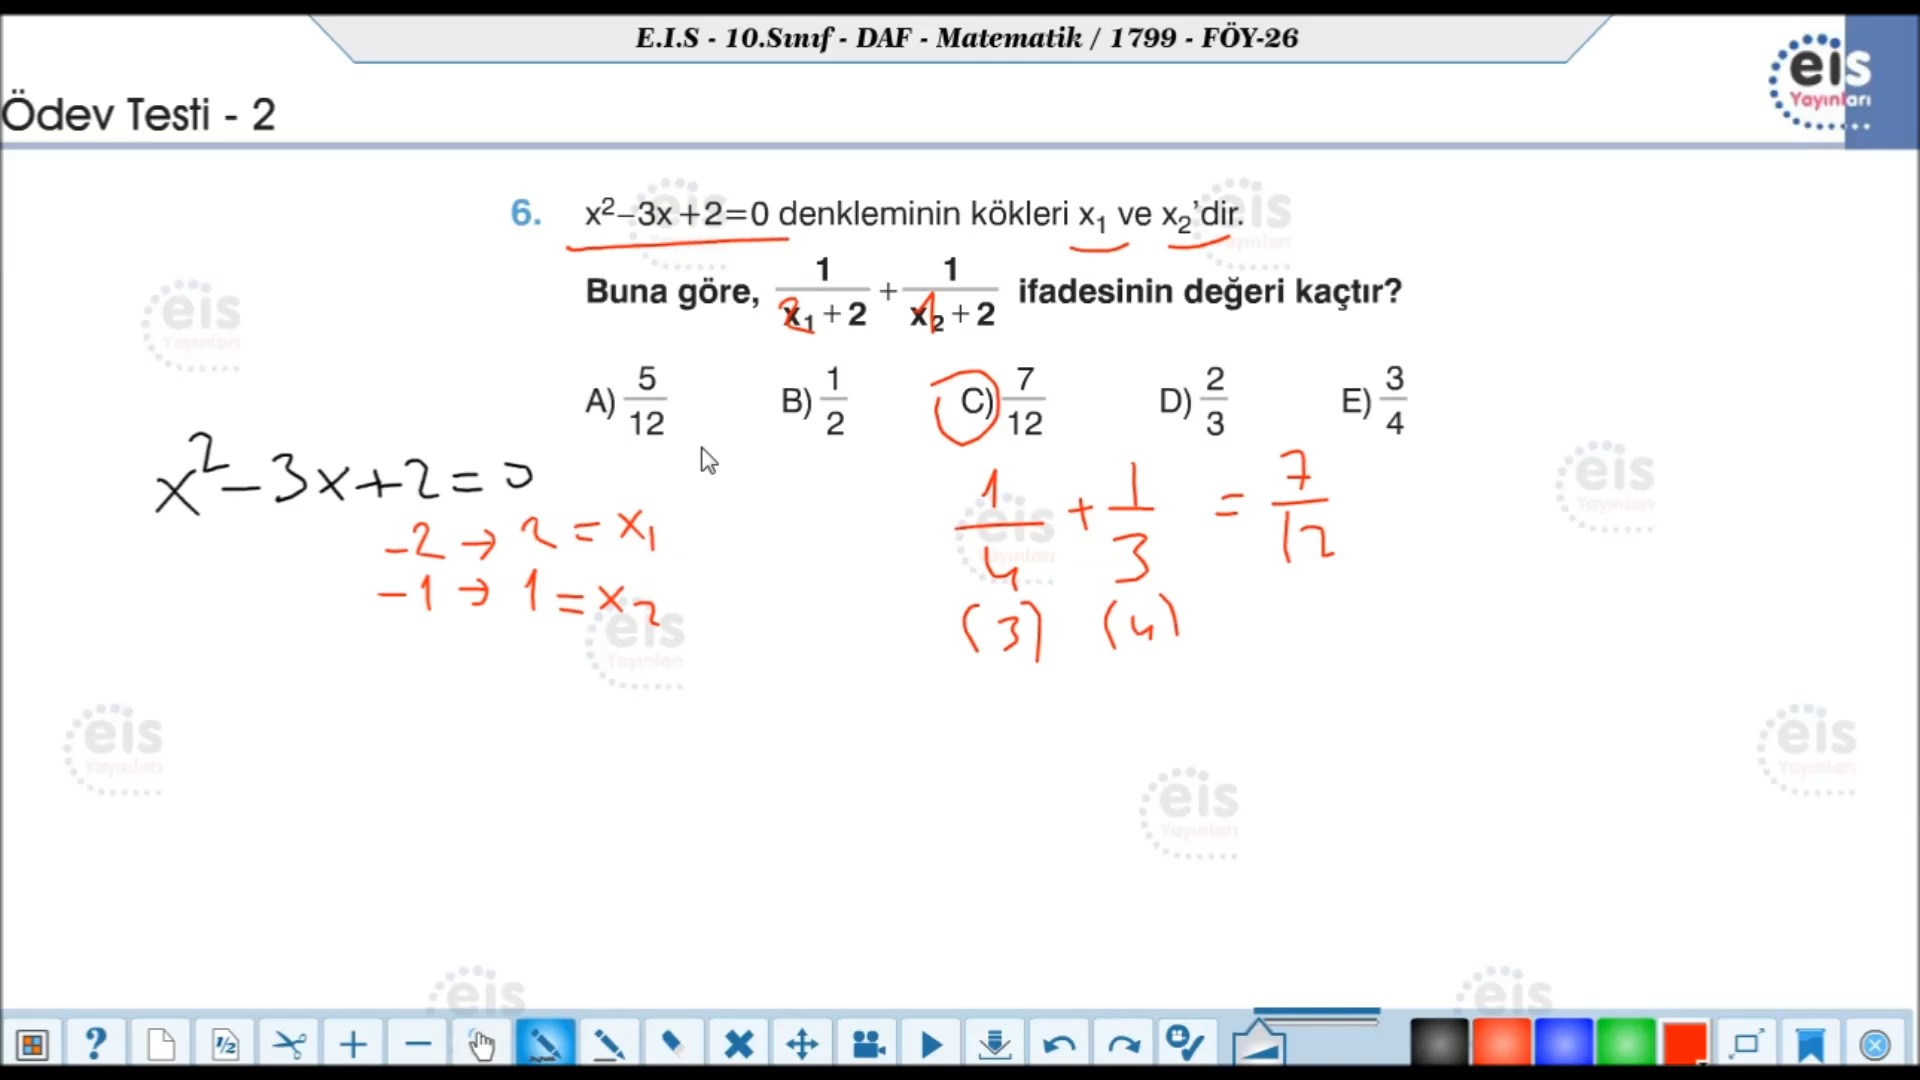 E.I.S - 10.Sınıf - DAF - Matematik / 1799 - FÖY-26
eis
Yayınları
Ödev Testi - 2
6. x²–3x+2=0 denkleminin kökleri x₁ ve x₂'dir.
Buna göre, 1/(x₁+2) + 1/(x₂+2) ifadesinin değeri kaçtır?
2 1
A) 5/12 B) 1/2 C) 7/12 D) 2/3 E) 3/4
x² - 3x + 2 = 0
-2 → 2 = x₁
-1 → 1 = x₂
1/4 + 1/3 = 7/12
(3) (4)